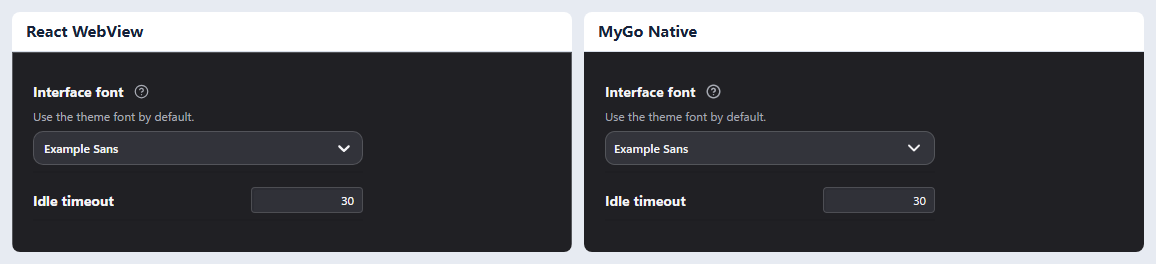 React WebView
Interface font ?
Use the theme font by default.
Example Sans
Idle timeout 30
MyGo Native
Interface font ?
Use the theme font by default.
Example Sans
Idle timeout 30